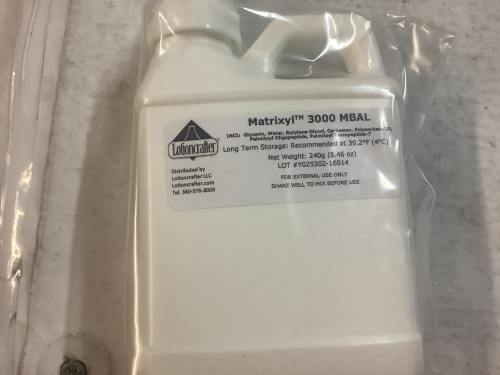 Matrixyl™ 3000 MBAL
INCI: Glycerin, Water, Butylene Glycol, Carbomer, Polysorbate 20,
Palmitoyl Oligopeptide, Palmitoyl Tetrapeptide-7
Long Term Storage: Recommended at 39.2°F (4°C)
Net Weight: 240g (8.46 oz)
LOT #Y025302-16914
FOR EXTERNAL USE ONLY
SHAKE WELL TO MIX BEFORE USE
Lotioncrafter
Distributed by
Lotioncrafter LLC
Lotioncrafter.com
Tel. 360-376-8008